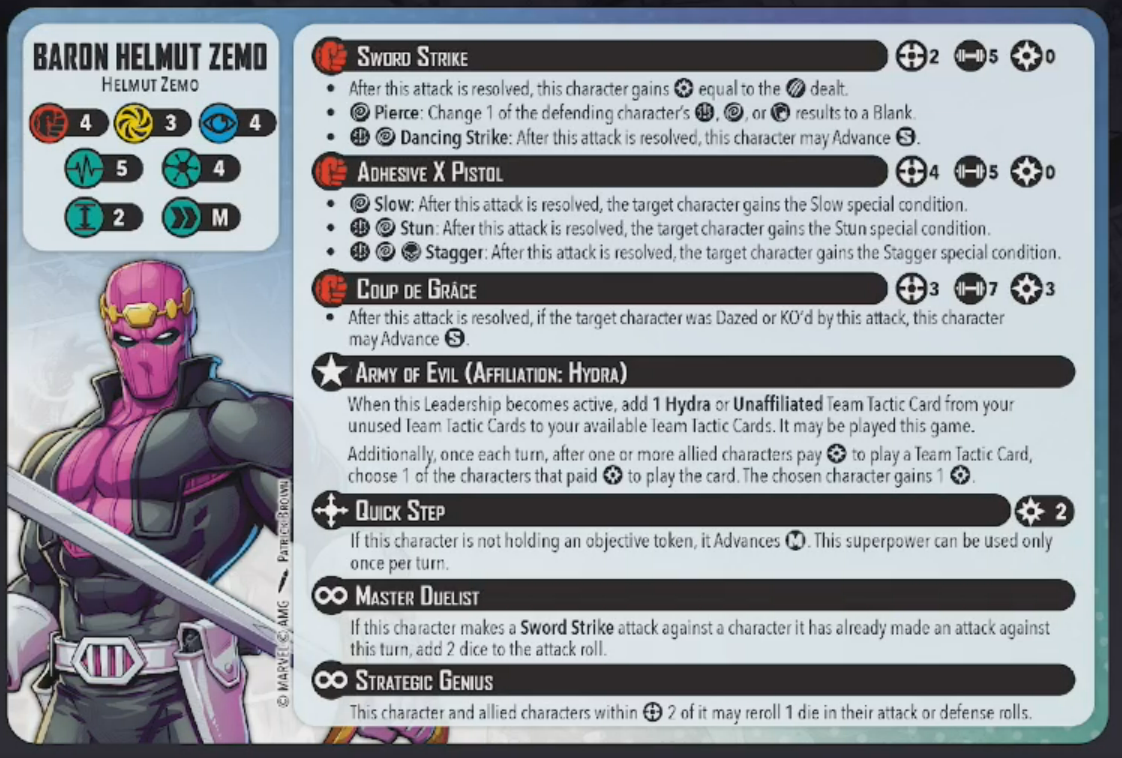 BARON HELMUT ZEMO
HELMUT ZEMO
4 3 4
5 4
2 M
SWORD STRIKE 2 5 0
• After this attack is resolved, this character gains equal to the dealt.
• Pierce: Change 1 of the defending character's , , or results to a Blank.
• Dancing Strike: After this attack is resolved, this character may Advance S.
ADHESIVE X PISTOL 4 5 0
• Slow: After this attack is resolved, the target character gains the Slow special condition.
• Stun: After this attack is resolved, the target character gains the Stun special condition.
• Stagger: After this attack is resolved, the target character gains the Stagger special condition.
COUP DE GRÂCE 3 7 3
• After this attack is resolved, if the target character was Dazed or KO'd by this attack, this character
may Advance S.
ARMY OF EVIL (AFFILIATION: HYDRA)
When this Leadership becomes active, add 1 Hydra or Unaffiliated Team Tactic Card from your
unused Team Tactic Cards to your available Team Tactic Cards. It may be played this game.
Additionally, once each turn, after one or more allied characters pay to play a Team Tactic Card,
choose 1 of the characters that paid to play the card. The chosen character gains 1 .
QUICK STEP 2
If this character is not holding an objective token, it Advances M. This superpower can be used only
once per turn.
MASTER DUELIST
If this character makes a Sword Strike attack against a character it has already made an attack against
this turn, add 2 dice to the attack roll.
STRATEGIC GENIUS
This character and allied characters within 2 of it may reroll 1 die in their attack or defense rolls.
© MARVEL © AMG PATRICK BROWN